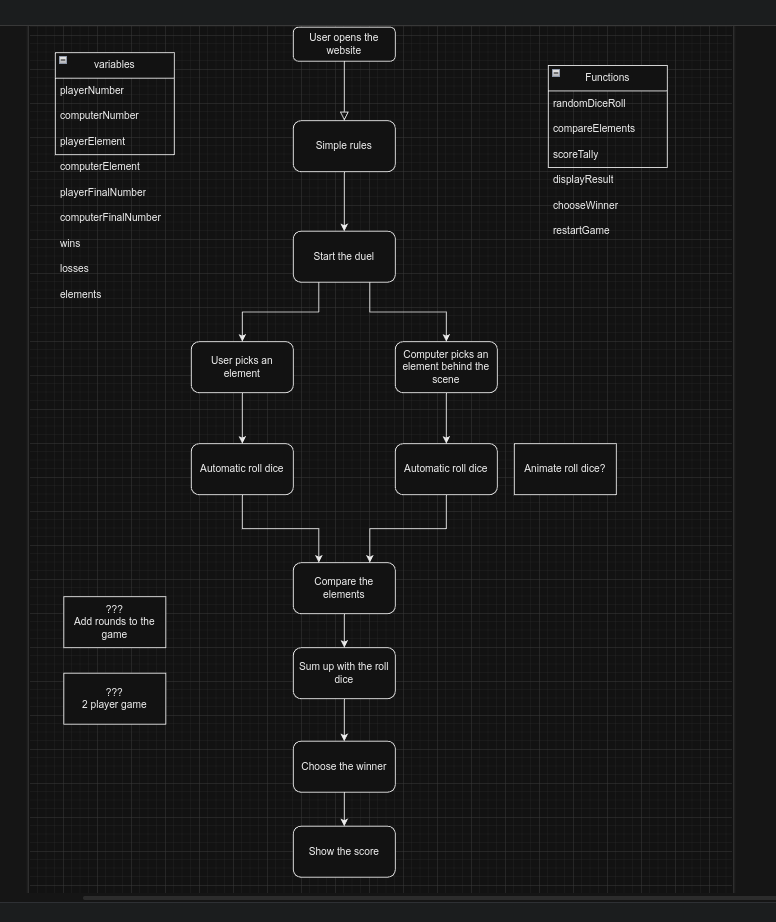 User opens the
website
variables
playerNumber
computerNumber
playerElement
computerElement
playerFinalNumber
computerFinalNumber
wins
losses
elements
Functions
randomDiceRoll
compareElements
scoreTally
displayResult
chooseWinner
restartGame
Simple rules
Start the duel
User picks an
element
Computer picks an
element behind the
scene
Automatic roll dice
Automatic roll dice
Animate roll dice?
Compare the
elements
???
Add rounds to the
game
Sum up with the roll
dice
???
2 player game
Choose the winner
Show the score